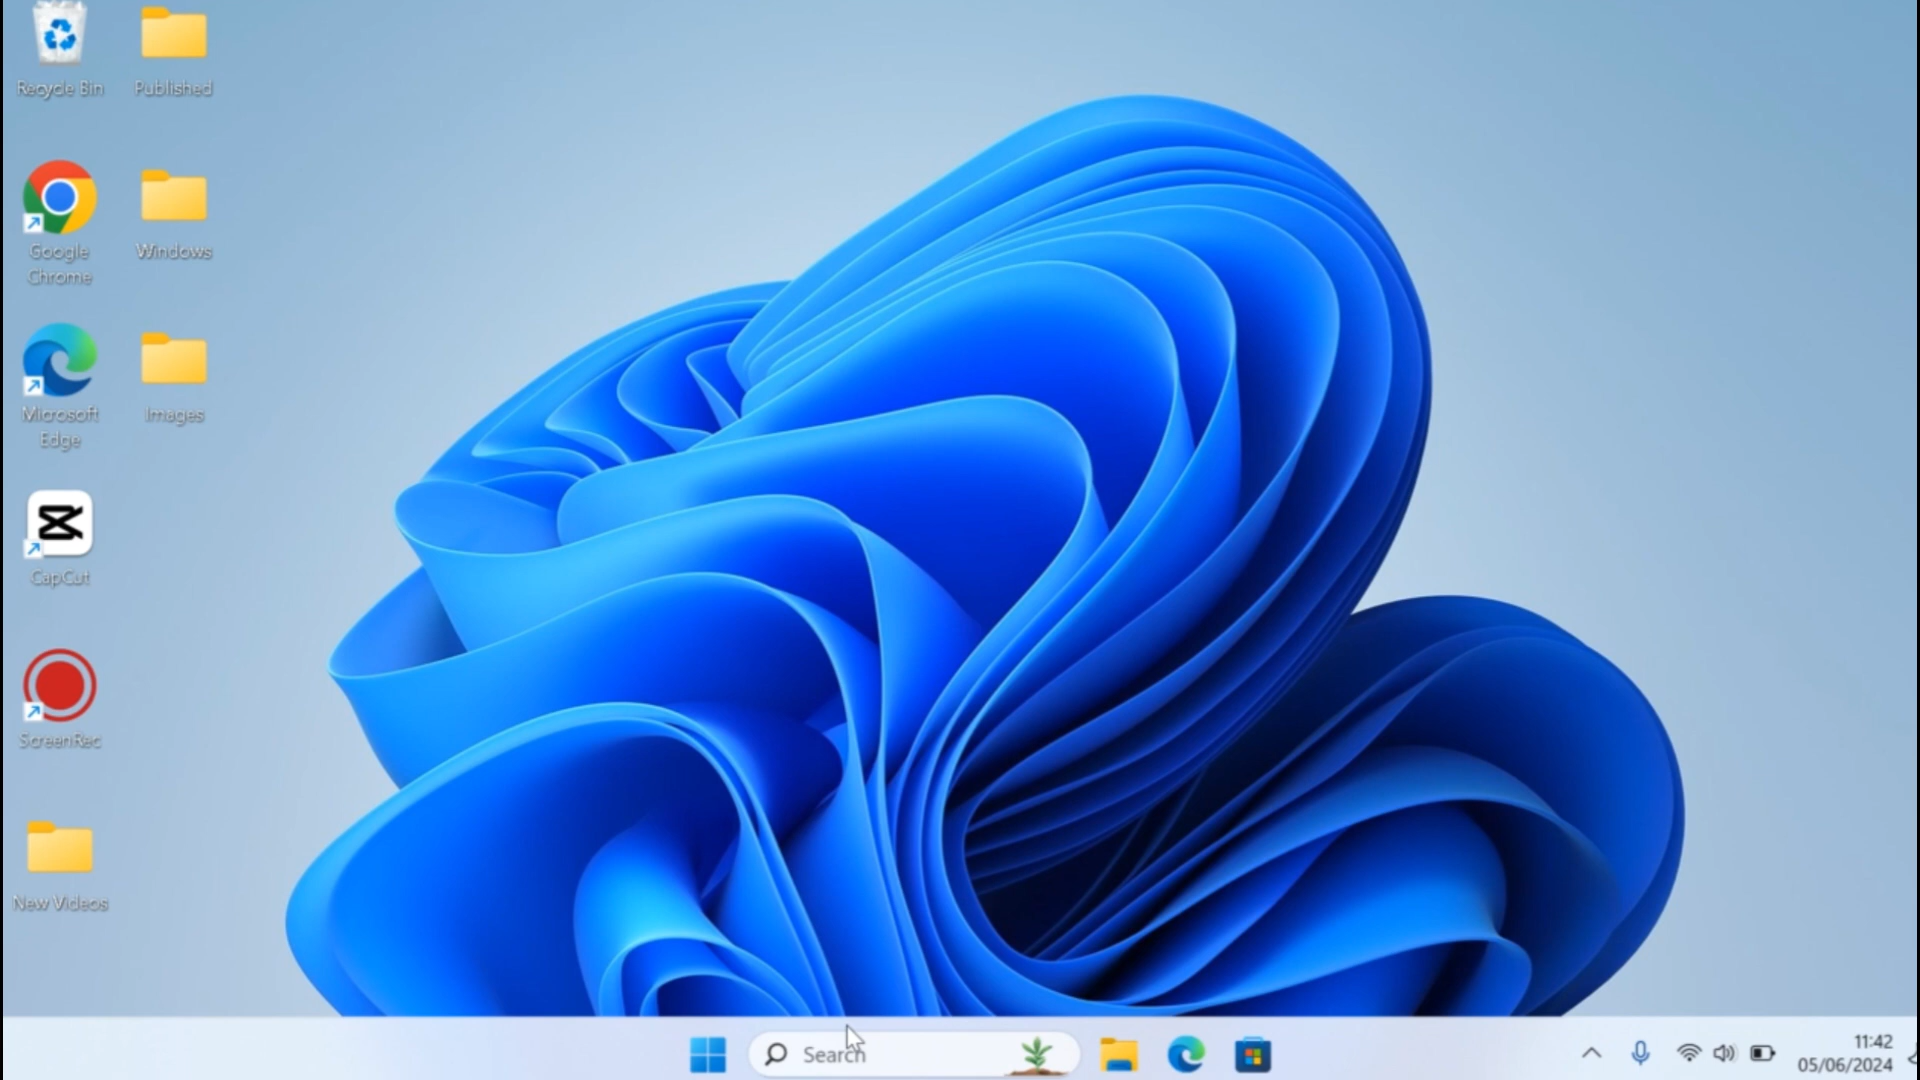 Recycle Bin
Published
Google
Chrome
Windows
Microsoft
Edge
Images
CapCut
ScreenRec
New Videos
Search
11:42
05/06/2024